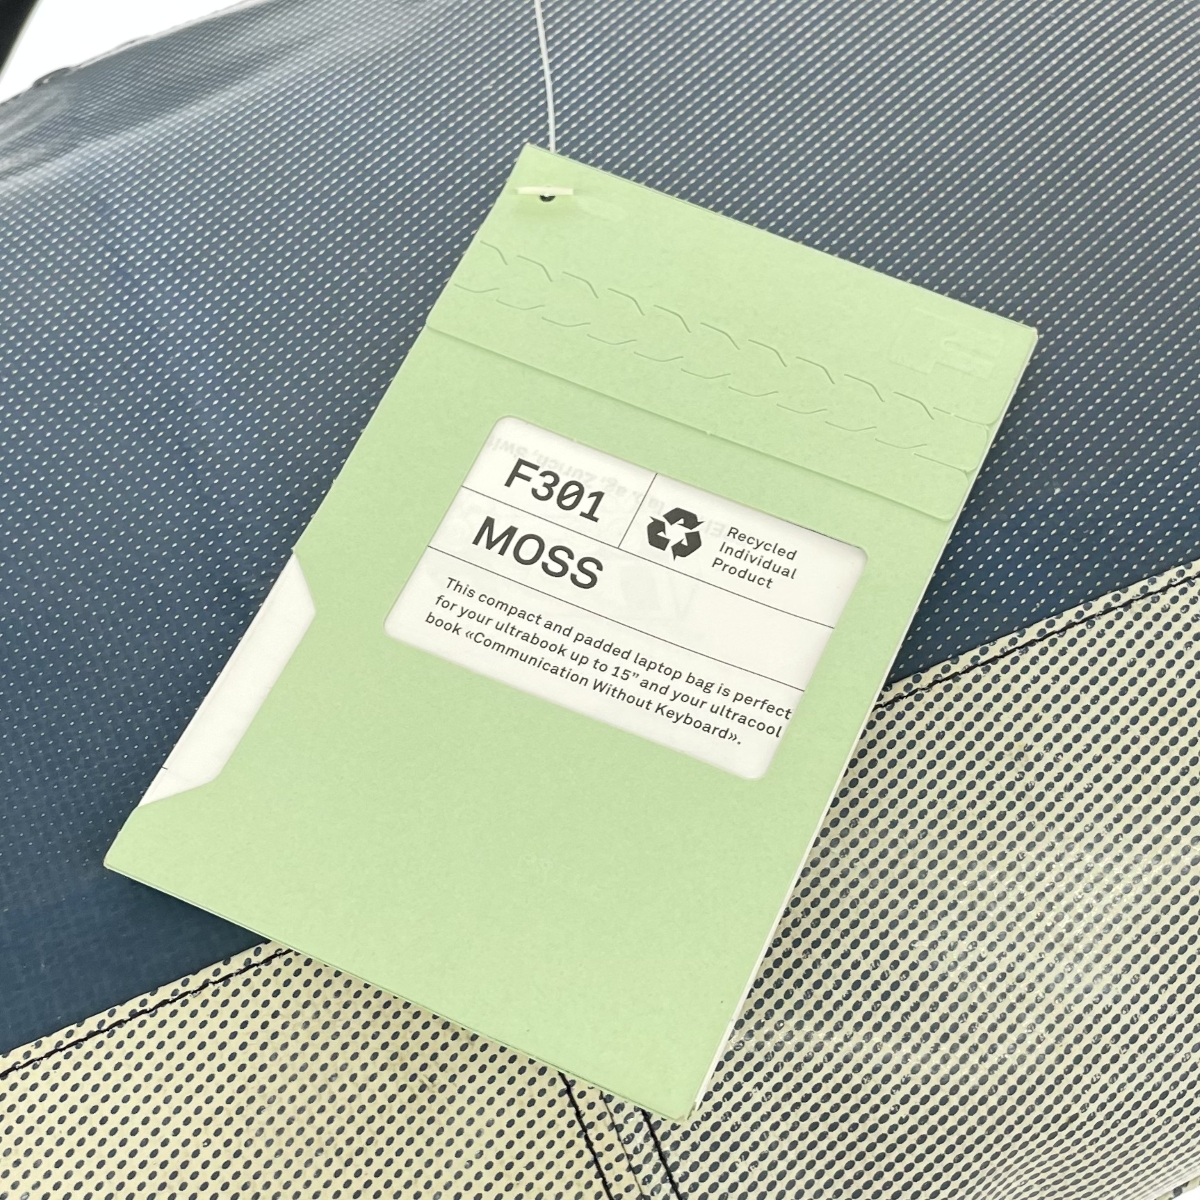 F301
Recycled
Individual
Product
MOSS
This compact and padded laptop bag is perfect
for your ultrabook up to 15” and your ultracool
book «Communication Without Keyboard».